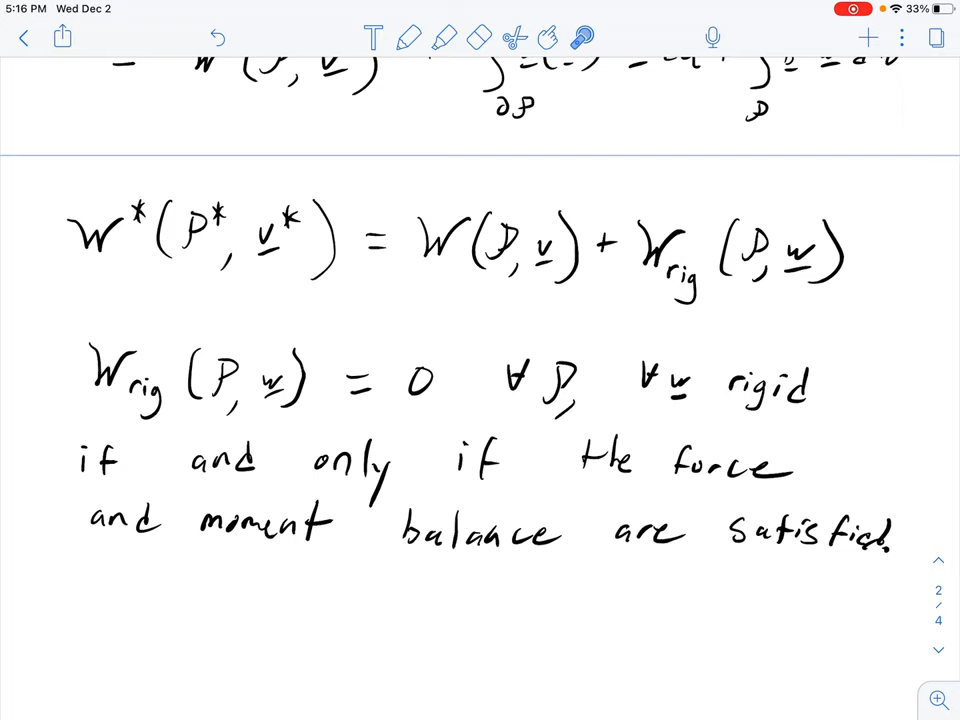 5:16 PM Wed Dec 2
33%
W*(P*, v*) = W(P, v) + W_rig (P, w)
W_rig (P, w) = 0 ∀ P, ∀ w rigid
if and only if the force
and moment balance are satisfied.
2
/
4